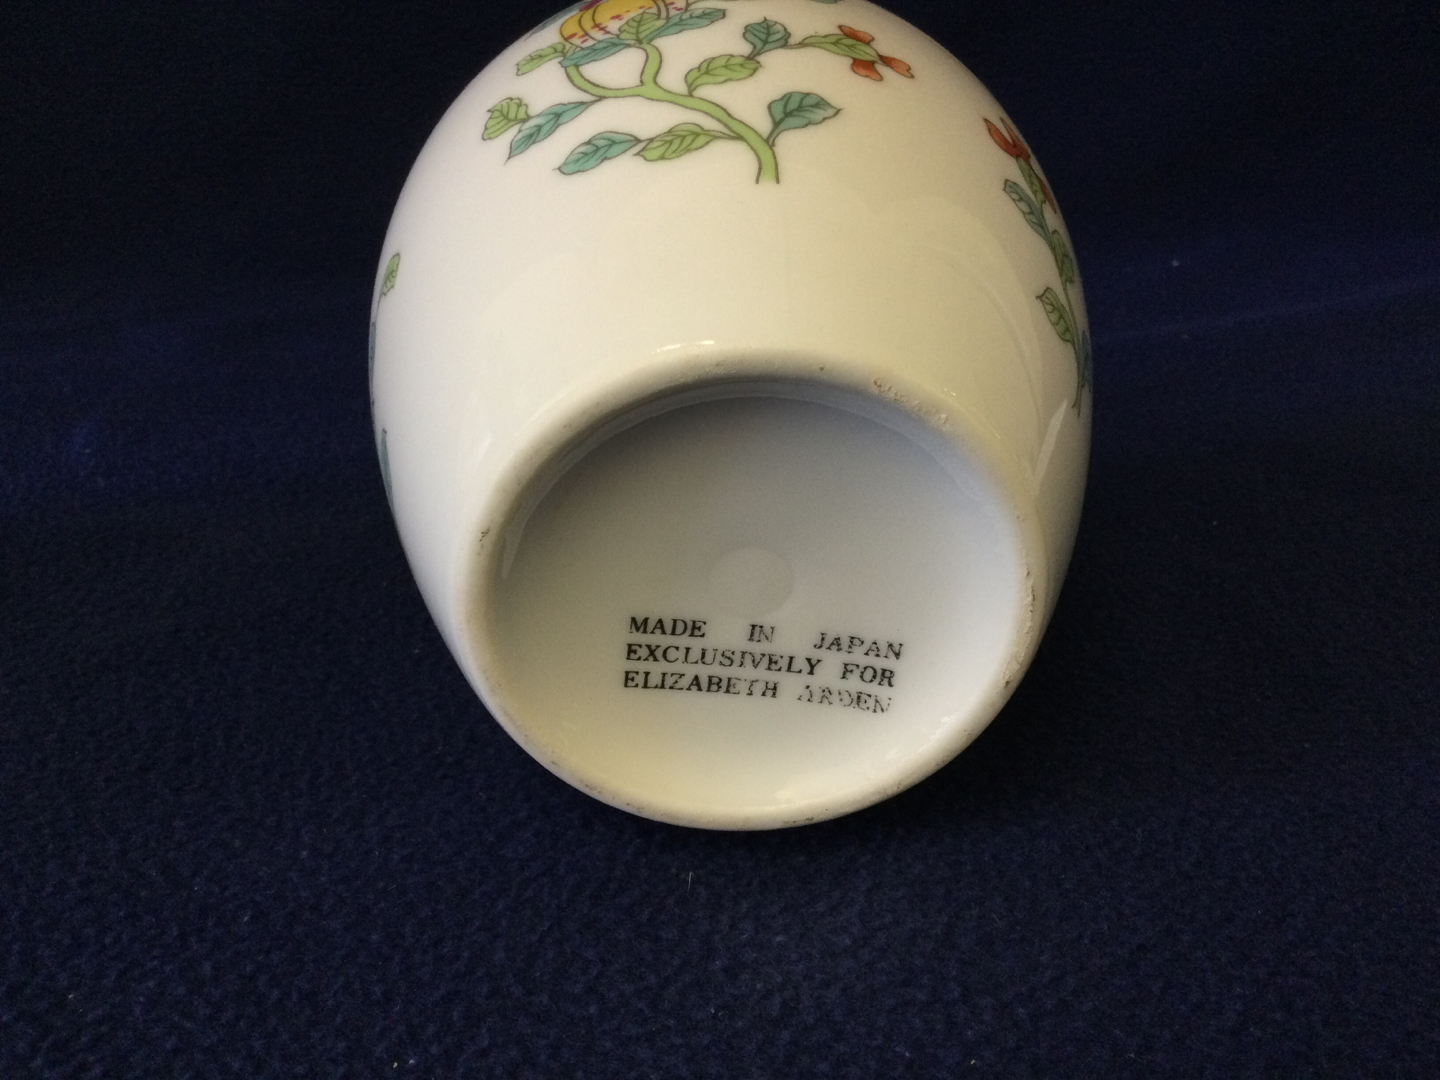 MADE IN JAPAN
EXCLUSIVELY FOR
ELIZABETH ARDEN